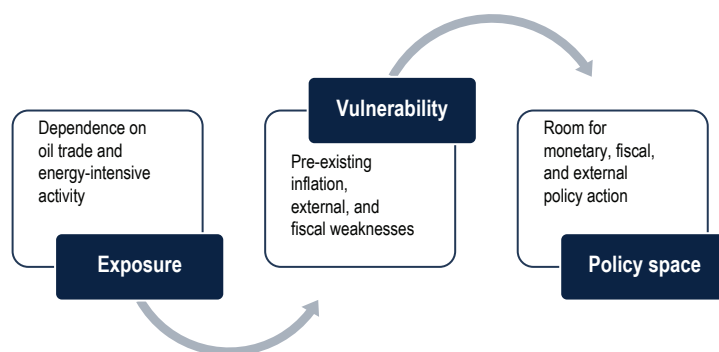 Dependence on
oil trade and
energy-intensive
activity
Exposure
Vulnerability
Pre-existing
inflation,
external, and
fiscal weaknesses
Room for
monetary, fiscal,
and external
policy action
Policy space